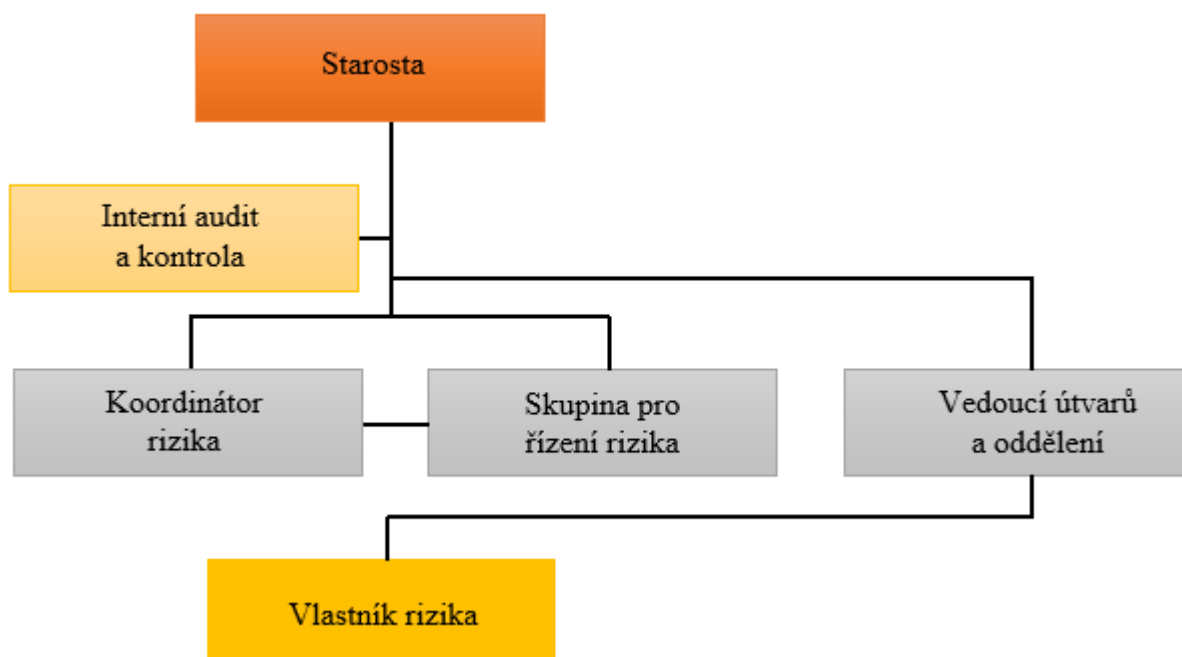 Starosta
Interní audit
a kontrola
Koordinátor
rizika
Skupina pro
řízení rizika
Vedoucí útvarů
a oddělení
Vlastník rizika